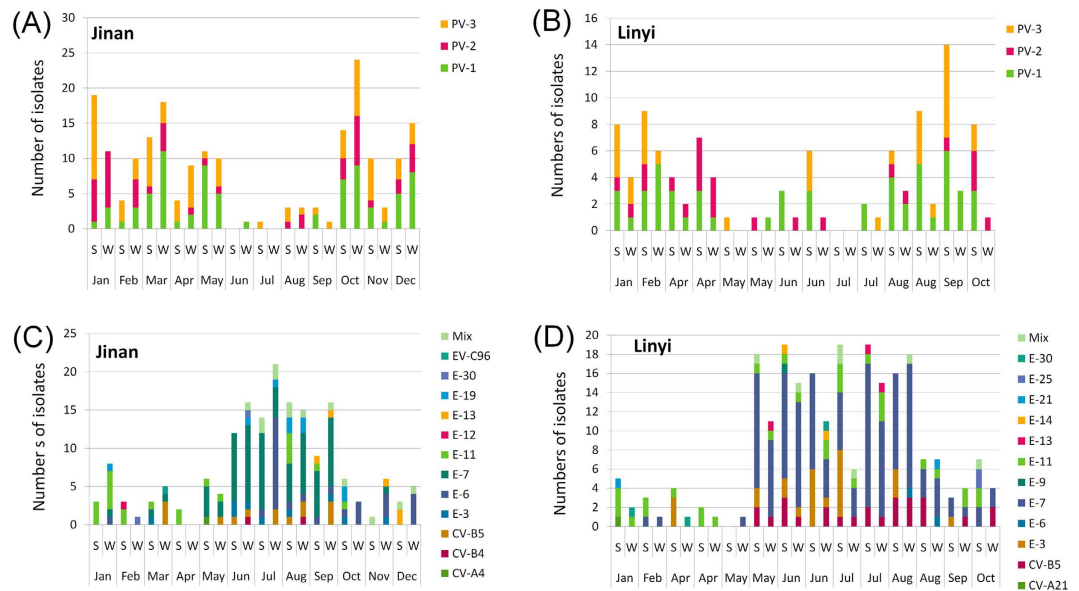 (A)
Jinan
Number of isolates
30
25
20
15
10
5
0
S W S W S W S W S W S W S W S W S W S W S W S W
Jan Feb Mar Apr May Jun Jul Aug Sep Oct Nov Dec
PV-3
PV-2
PV-1
(B)
Linyi
Numbers of isolates
16
14
12
10
8
6
4
2
0
S W S W S W S W S W S W S W S W S W S W S W S W S W S W
Jan Feb Apr Apr May May Jun Jun Jul Jul Aug Aug Sep Oct
PV-3
PV-2
PV-1
(C)
Jinan
Number s of isolates
25
20
15
10
5
0
S W S W S W S W S W S W S W S W S W S W S W S W
Jan Feb Mar Apr May Jun Jul Aug Sep Oct Nov Dec
Mix
EV-C96
E-30
E-19
E-13
E-12
E-11
E-7
E-6
E-3
CV-B5
CV-B4
CV-A4
(D)
Linyi
Numbers of isolates
20
18
16
14
12
10
8
6
4
2
0
S W S W S W S W S W S W S W S W S W S W S W S W S W S W
Jan Feb Apr Apr May May Jun Jun Jul Jul Aug Aug Sep Oct
Mix
E-30
E-25
E-21
E-14
E-13
E-11
E-9
E-7
E-6
E-3
CV-B5
CV-A21